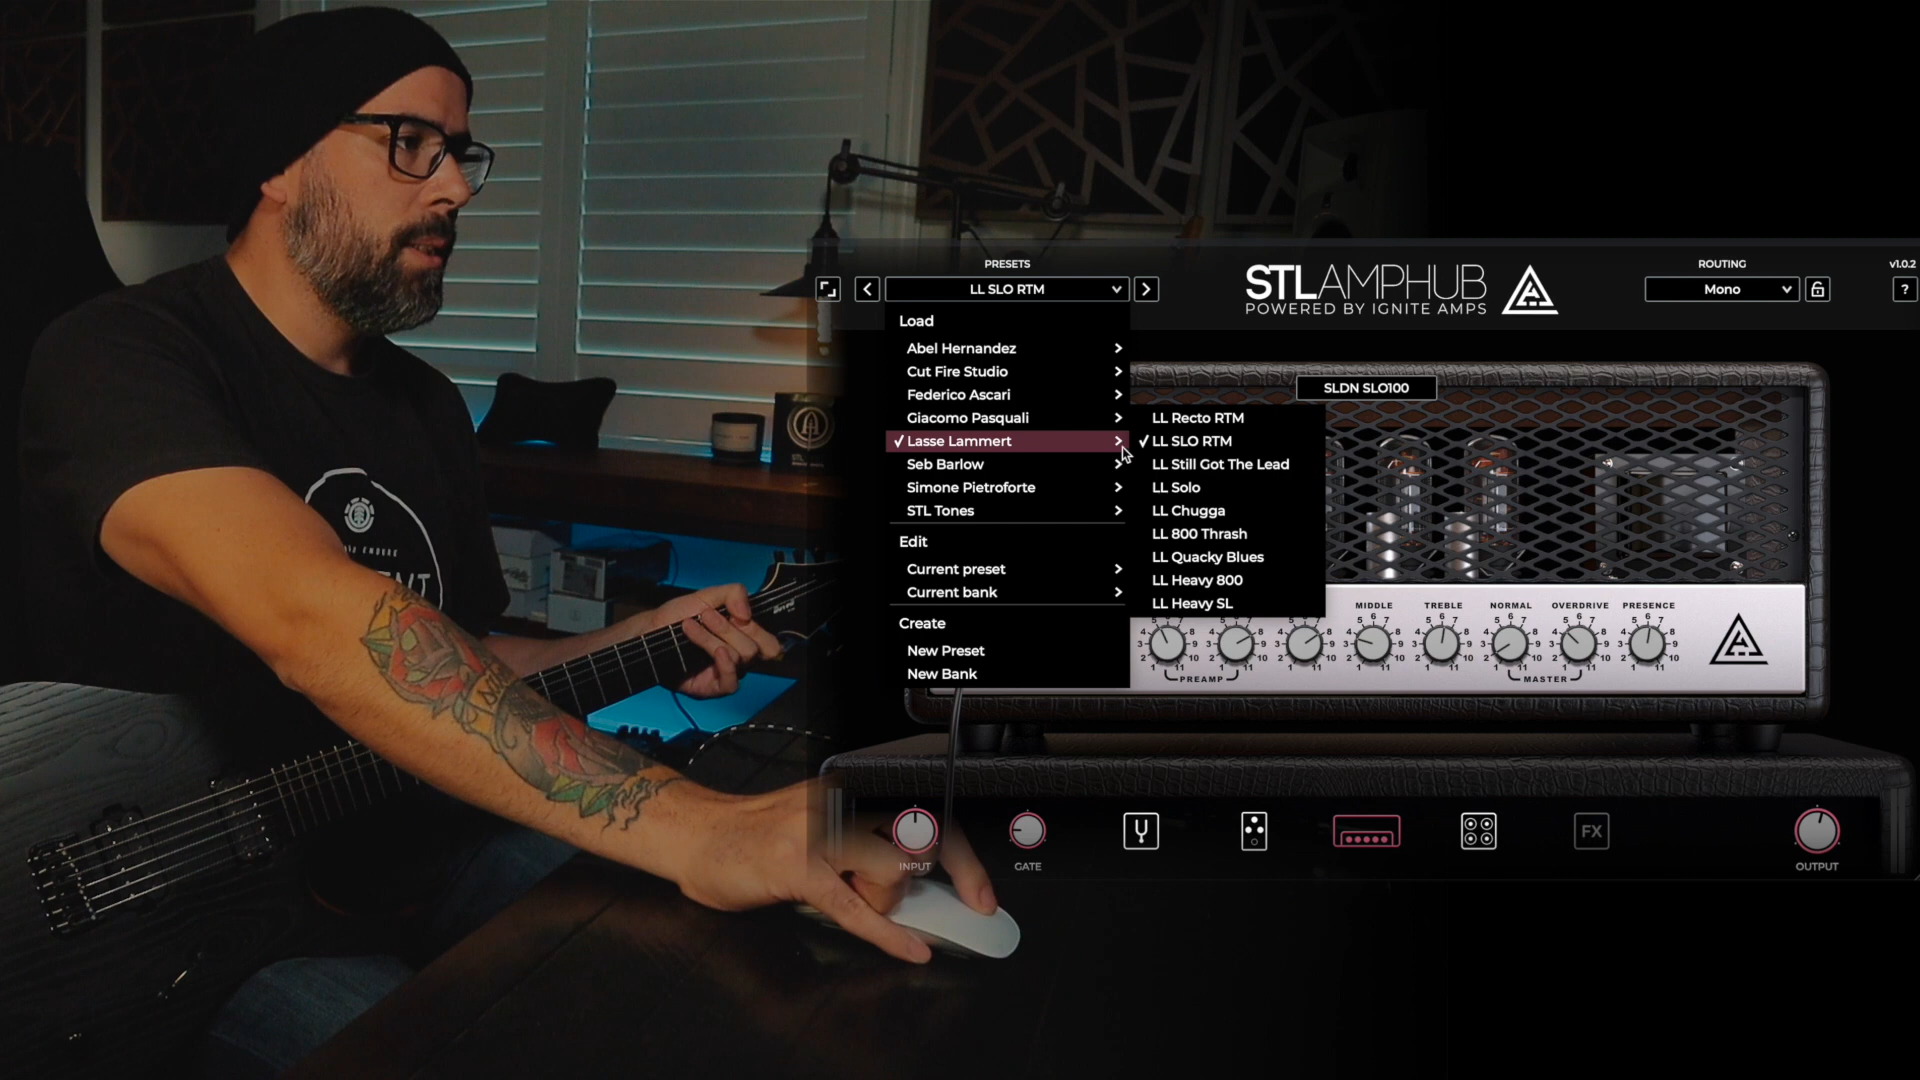 PRESETS
LL SLO RTM
STL AMPHUB
POWERED BY IGNITE AMPS
ROUTING
Mono
v1.0.2
?
Load
Abel Hernandez
Cut Fire Studio
Federico Ascari
Giacomo Pasquali
Lasse Lammert
Seb Barlow
Simone Pietroforte
STL Tones
Edit
Current preset
Current bank
Create
New Preset
New Bank
LL Recto RTM
LL SLO RTM
LL Still Got The Lead
LL Solo
LL Chugga
LL 800 Thrash
LL Quacky Blues
LL Heavy 800
LL Heavy SL
SLDN SLO100
MIDDLE TREBLE NORMAL OVERDRIVE PRESENCE
PREAMP
MASTER
INPUT
GATE
FX
OUTPUT